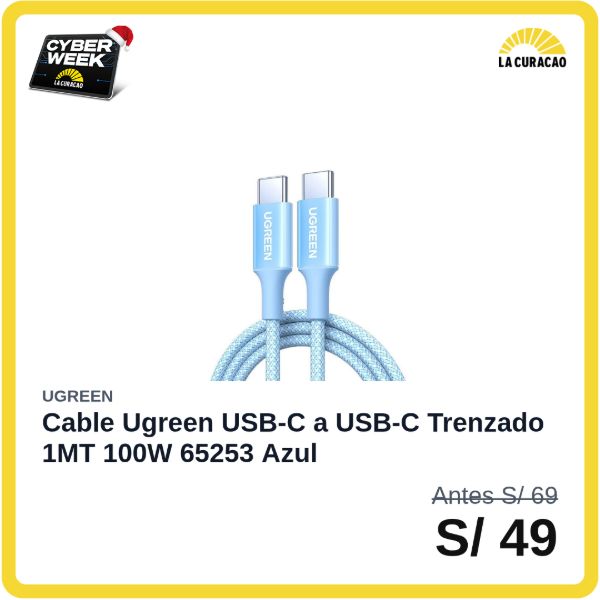 CYBER
WEEK
LA CURACAO
LA CURACAO
UGREEN
UGREEN
UGREEN
Cable Ugreen USB-C a USB-C Trenzado
1MT 100W 65253 Azul
Antes S/ 69
S/ 49